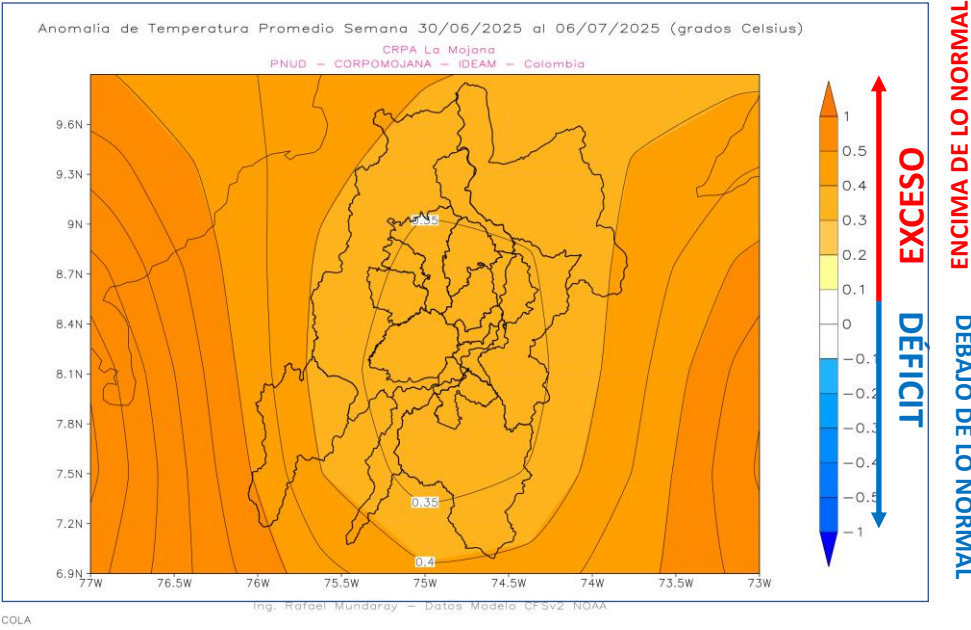 Anomalia de Temperatura Promedio Semana 30/06/2025 al 06/07/2025 (grados Celsius)
CRPA La Mojana
PNUD – CORPOMOJANA – IDEAM – Colombia
9.6N
9.3N
9N
8.7N
8.4N
8.1N
7.8N
7.5N
7.2N
6.9N
77W
76.5W
76W
75.5W
75W
74.5W
74W
73.5W
73W
0.35
0.35
0.4
1
0.5
0.4
0.3
0.2
0.1
0
−0.1
−0.2
−0.3
−0.4
−0.5
−1
EXCESO
DÉFICIT
ENCIMA DE LO NORMAL
DEBAJO DE LO NORMAL
Ing. Rafael Mundaray – Datos Modelo CFSv2 NOAA
COLA